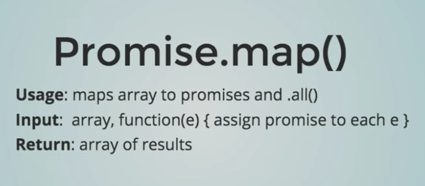 Promise.map()
Usage: maps array to promises and .all()
Input: array, function(e) { assign promise to each e }
Return: array of results